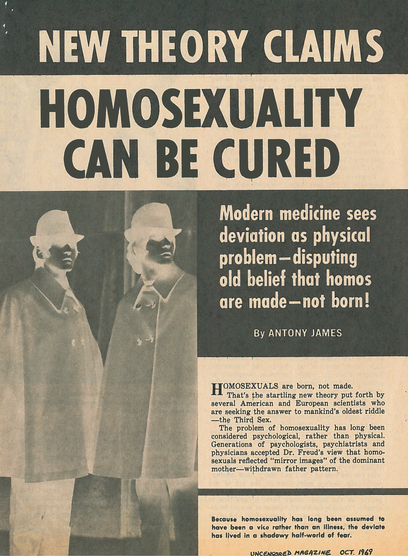 NEW THEORY CLAIMS
HOMOSEXUALITY
CAN BE CURED
Modern medicine sees
deviation as physical
problem—disputing
old belief that homos
are made—not born!
By ANTONY JAMES
HOMOSEXUALS are born, not made.
That's the startling new theory put forth by
several American and European scientists who
are seeking the answer to mankind's oldest riddle
—the Third Sex.
The problem of homosexuality has long been
considered psychological, rather than physical.
Generations of psychologists, psychiatrists and
physicians accepted Dr. Freud's view that homo-
sexuals reflected "mirror images" of the dominant
mother—withdrawn father pattern.
Because homosexuality has long been assumed to
have been a vice rather than an illness, the deviate
has lived in a shadowy half-world of fear.
UNCENSORED MAGAZINE OCT. 1969